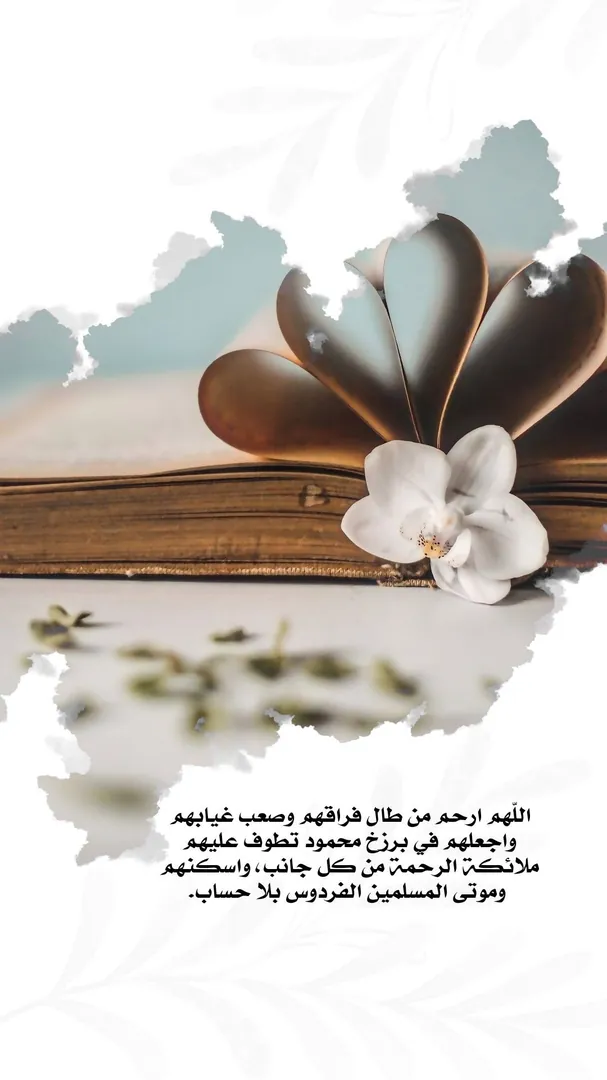 اللّهم ارحم من طال فراقهم وصعب غيابهم
واجعلهم في برزخ محمود تطوف عليهم
ملائكة الرحمة من كل جانب، واسكنهم
وموتى المسلمين الفردوس بلا حساب.